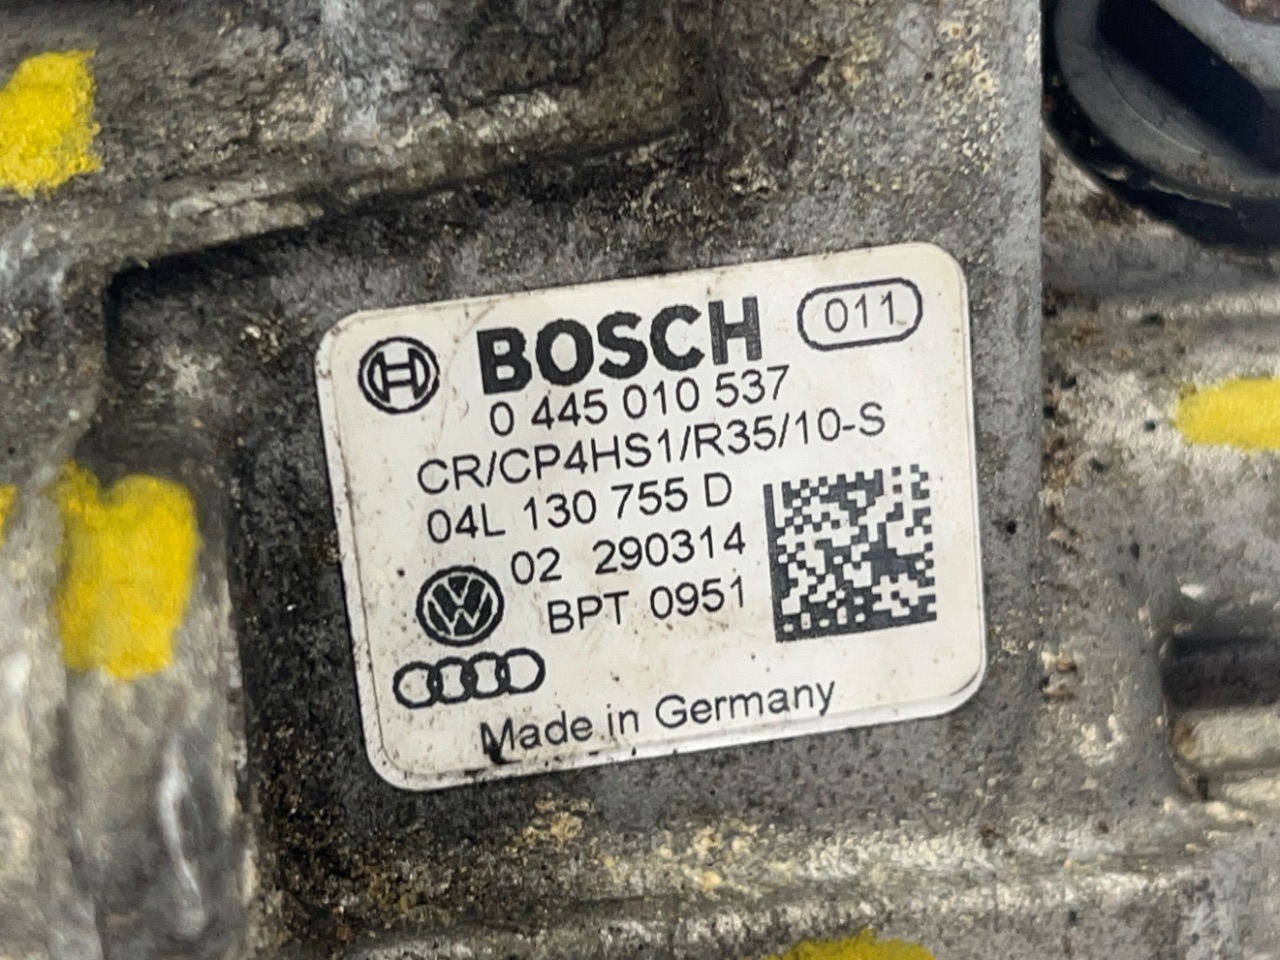 BOSCH 011
0 445 010 537
CR/CP4HS1/R35/10-S
04L 130 755 D
02 290314
BPT 0951
Made in Germany